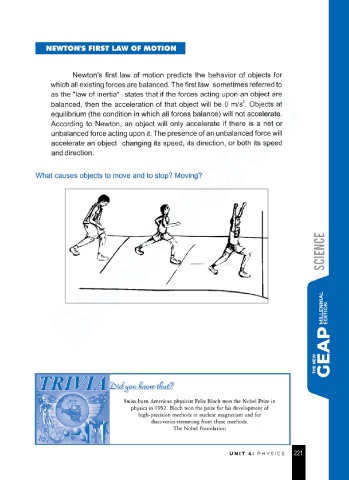 NEWTON'S FIRST LAW OF MOTION
Newton's first law of motion predicts the behavior of objects for
which all existing forces are balanced. The first law sometimes referred to
as the "law of inertia" states that if the forces acting upon an object are
balanced, then the acceleration of that object will be 0 m/s². Objects at
equilibrium (the condition in which all forces balance) will not accelerate.
According to Newton, an object will only accelerate if there is a net or
unbalanced force acting upon it. The presence of an unbalanced force will
accelerate an object changing its speed, its direction, or both its speed
and direction.
What causes objects to move and to stop? Moving?
SCIENCE
THE NEW
GEAP
MILLENNIAL
EDITION
TRIVIA
Did you know that?
Swiss-born American physicist Felix Bloch won the Nobel Prize in
physics in 1952. Bloch won the prize for his development of
high-precision methods in nuclear magnetism and for
discoveries stemming from these methods.
The Nobel Foundation
UNIT 4: PHYSICS 221